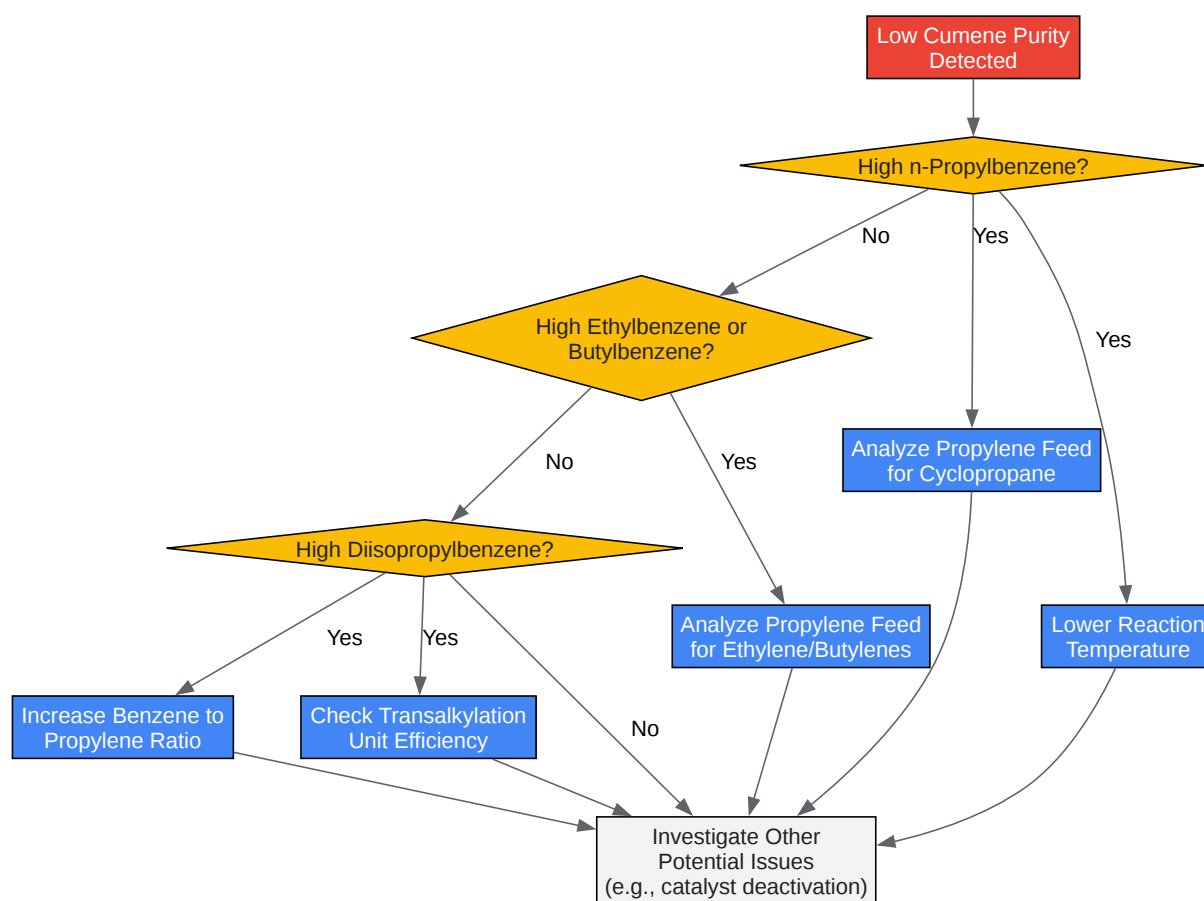 Low Cumene Purity
Detected
High n-Propylbenzene?
No
Yes
High Ethylbenzene or
Butylbenzene?
Yes
No
Yes
Analyze Propylene Feed
for Cyclopropane
High Diisopropylbenzene?
Analyze Propylene Feed
for Ethylene/Butylenes
Lower Reaction
Temperature
Yes
Yes
Increase Benzene to
Propylene Ratio
Check Transalkylation
Unit Efficiency
No
Investigate Other
Potential Issues
(e.g., catalyst deactivation)